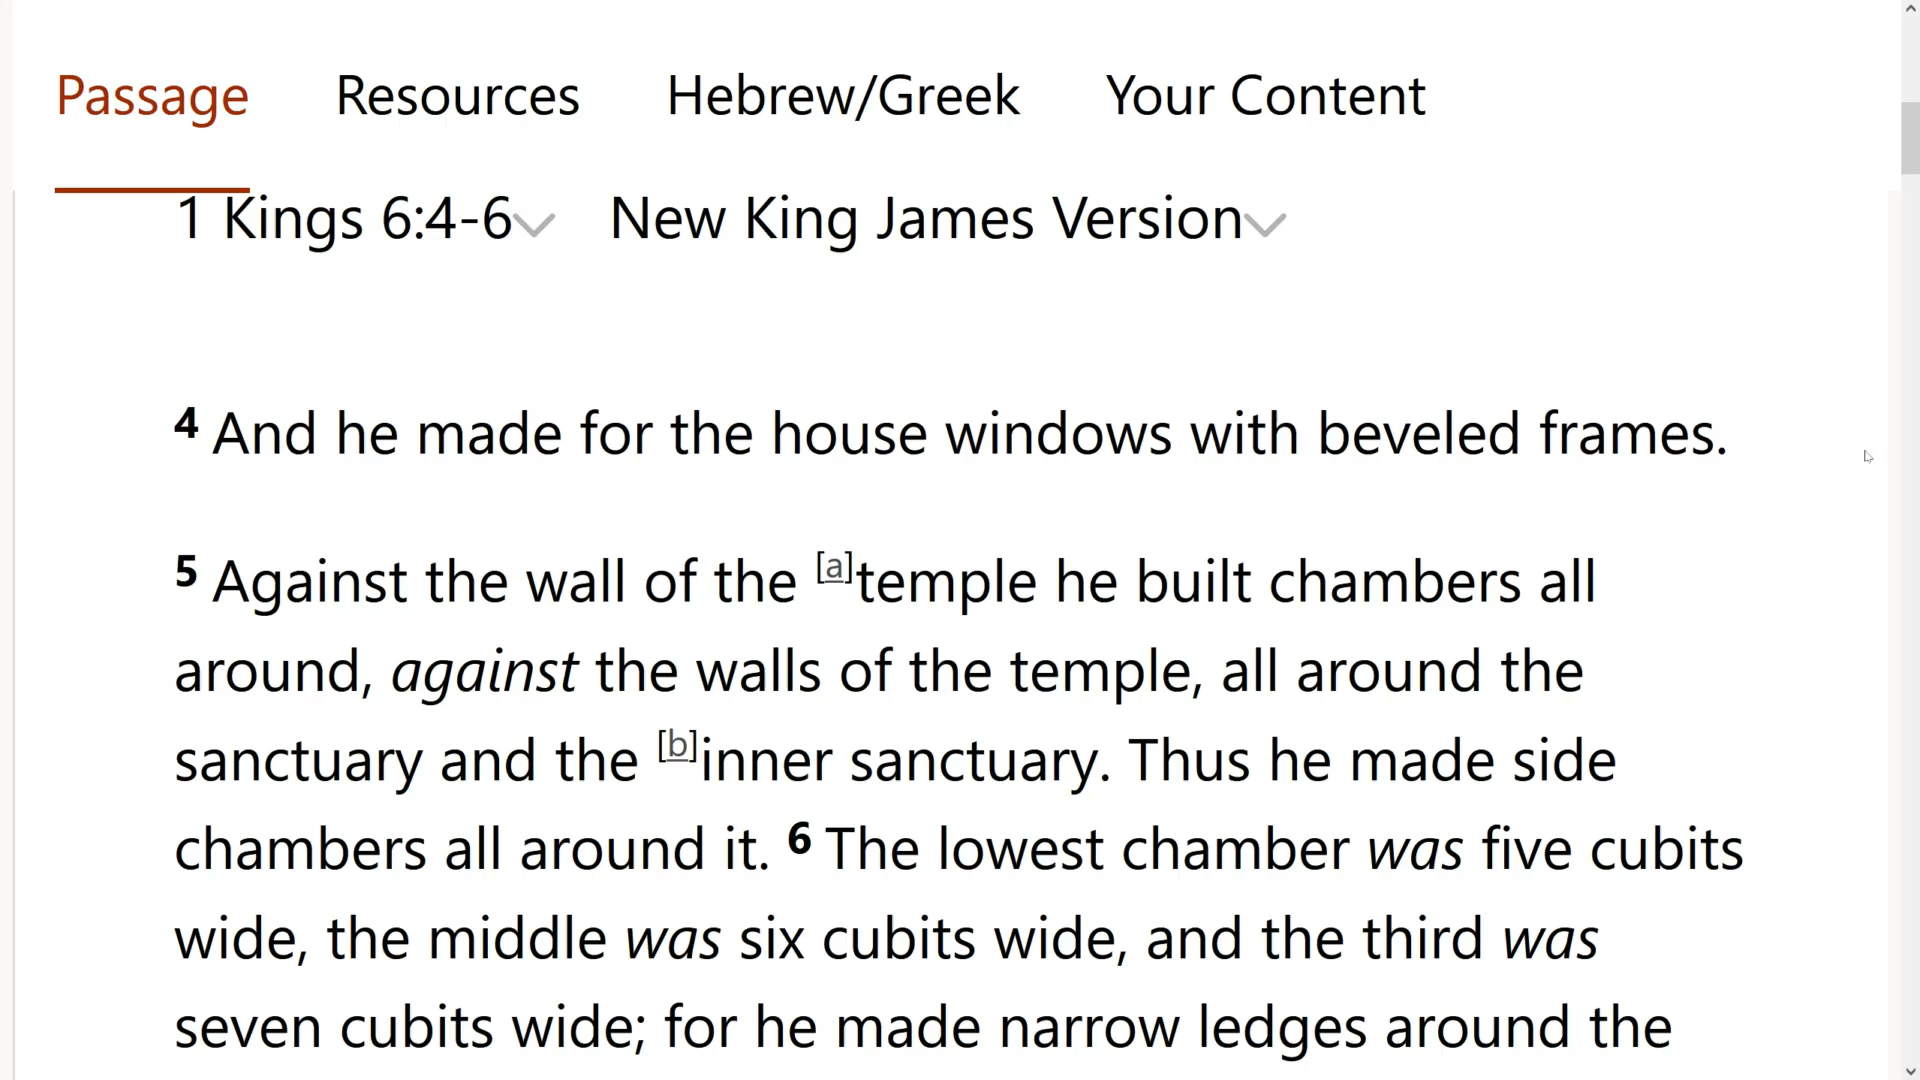 Passage Resources Hebrew/Greek Your Content
1 Kings 6:4-6 New King James Version
4 And he made for the house windows with beveled frames.
5 Against the wall of the [a]temple he built chambers all
around, against the walls of the temple, all around the
sanctuary and the [b]inner sanctuary. Thus he made side
chambers all around it. 6 The lowest chamber was five cubits
wide, the middle was six cubits wide, and the third was
seven cubits wide; for he made narrow ledges around the